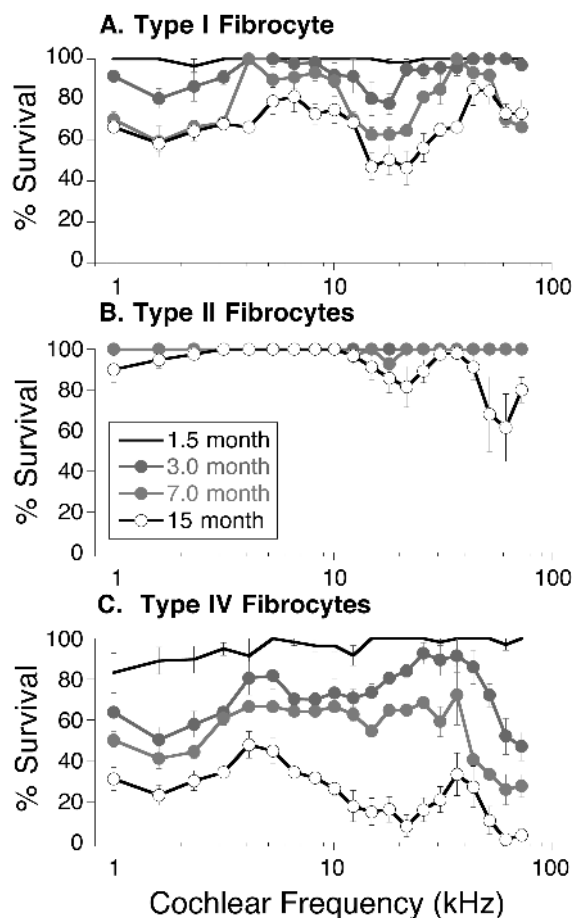 A. Type I Fibrocyte
100
80
60
40
20
0
% Survival
1 10 100
B. Type II Fibrocytes
100
80
60
40
20
0
% Survival
1.5 month
3.0 month
7.0 month
15 month
1 10 100
C. Type IV Fibrocytes
100
80
60
40
20
0
% Survival
1 10 100
Cochlear Frequency (kHz)